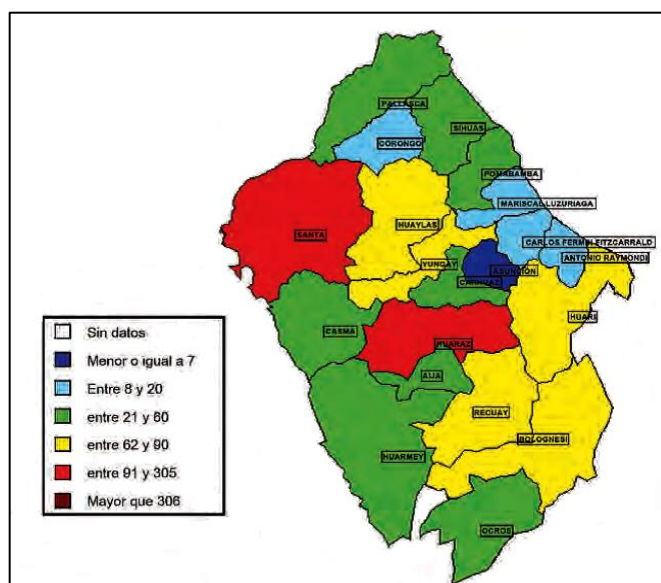 PALLASCA
SIHUAS
CORONGO
POMABAMBA
MARISCAL LUZURIAGA
HUAYLAS
SANTA
CARLOS FERMIN FITZCARRALD
ANTONIO RAYMONDI
YUNGAY
ASUNCIÓN
CARHUAZ
HUARI
CASMA
HUARAZ
AIJA
RECUAY
BOLOGNESI
HUARMEY
OCROS
Sin datos
Menor o igual a 7
Entre 8 y 20
entre 21 y 60
entre 62 y 90
entre 91 y 305
Mayor que 306